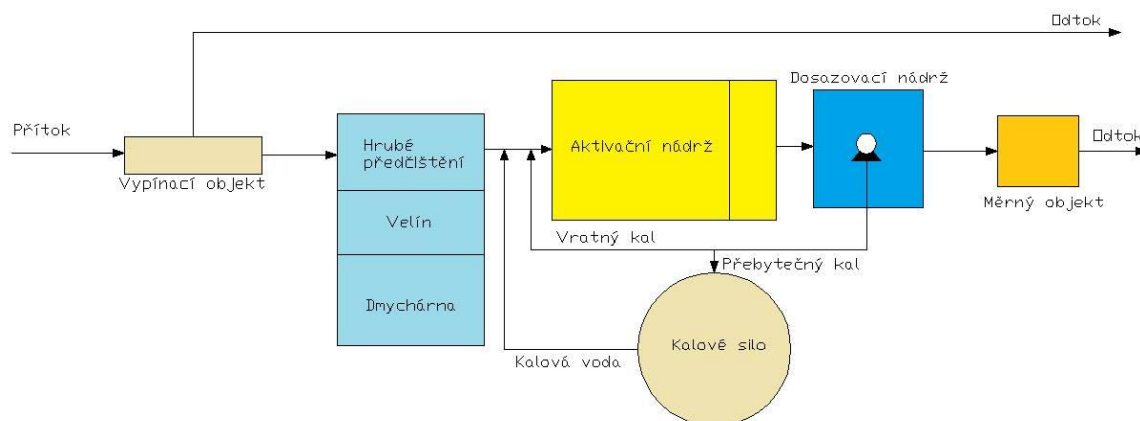 Odtok
Dosazovací nádrž
Přítok
Hrubé
předčištění
Aktivační nádrž
Odtok
Vypínací objekt
Měrný objekt
Velín
Vratný kal
Přebytečný kal
Dmychárna
Kalové silo
Kalová voda